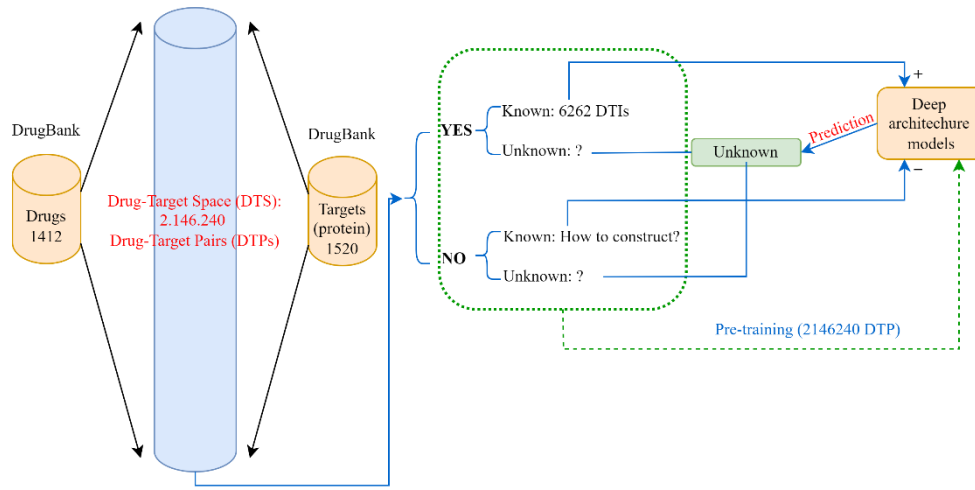 DrugBank
Drugs
1412
Drug-Target Space (DTS):
2.146.240
Drug-Target Pairs (DTPs)
DrugBank
Targets
(protein)
1520
YES
Known: 6262 DTIs
Unknown: ?
NO
Known: How to construct?
Unknown: ?
Unknown
Prediction
+
Deep
architechure
models
−
Pre-training (2146240 DTP)